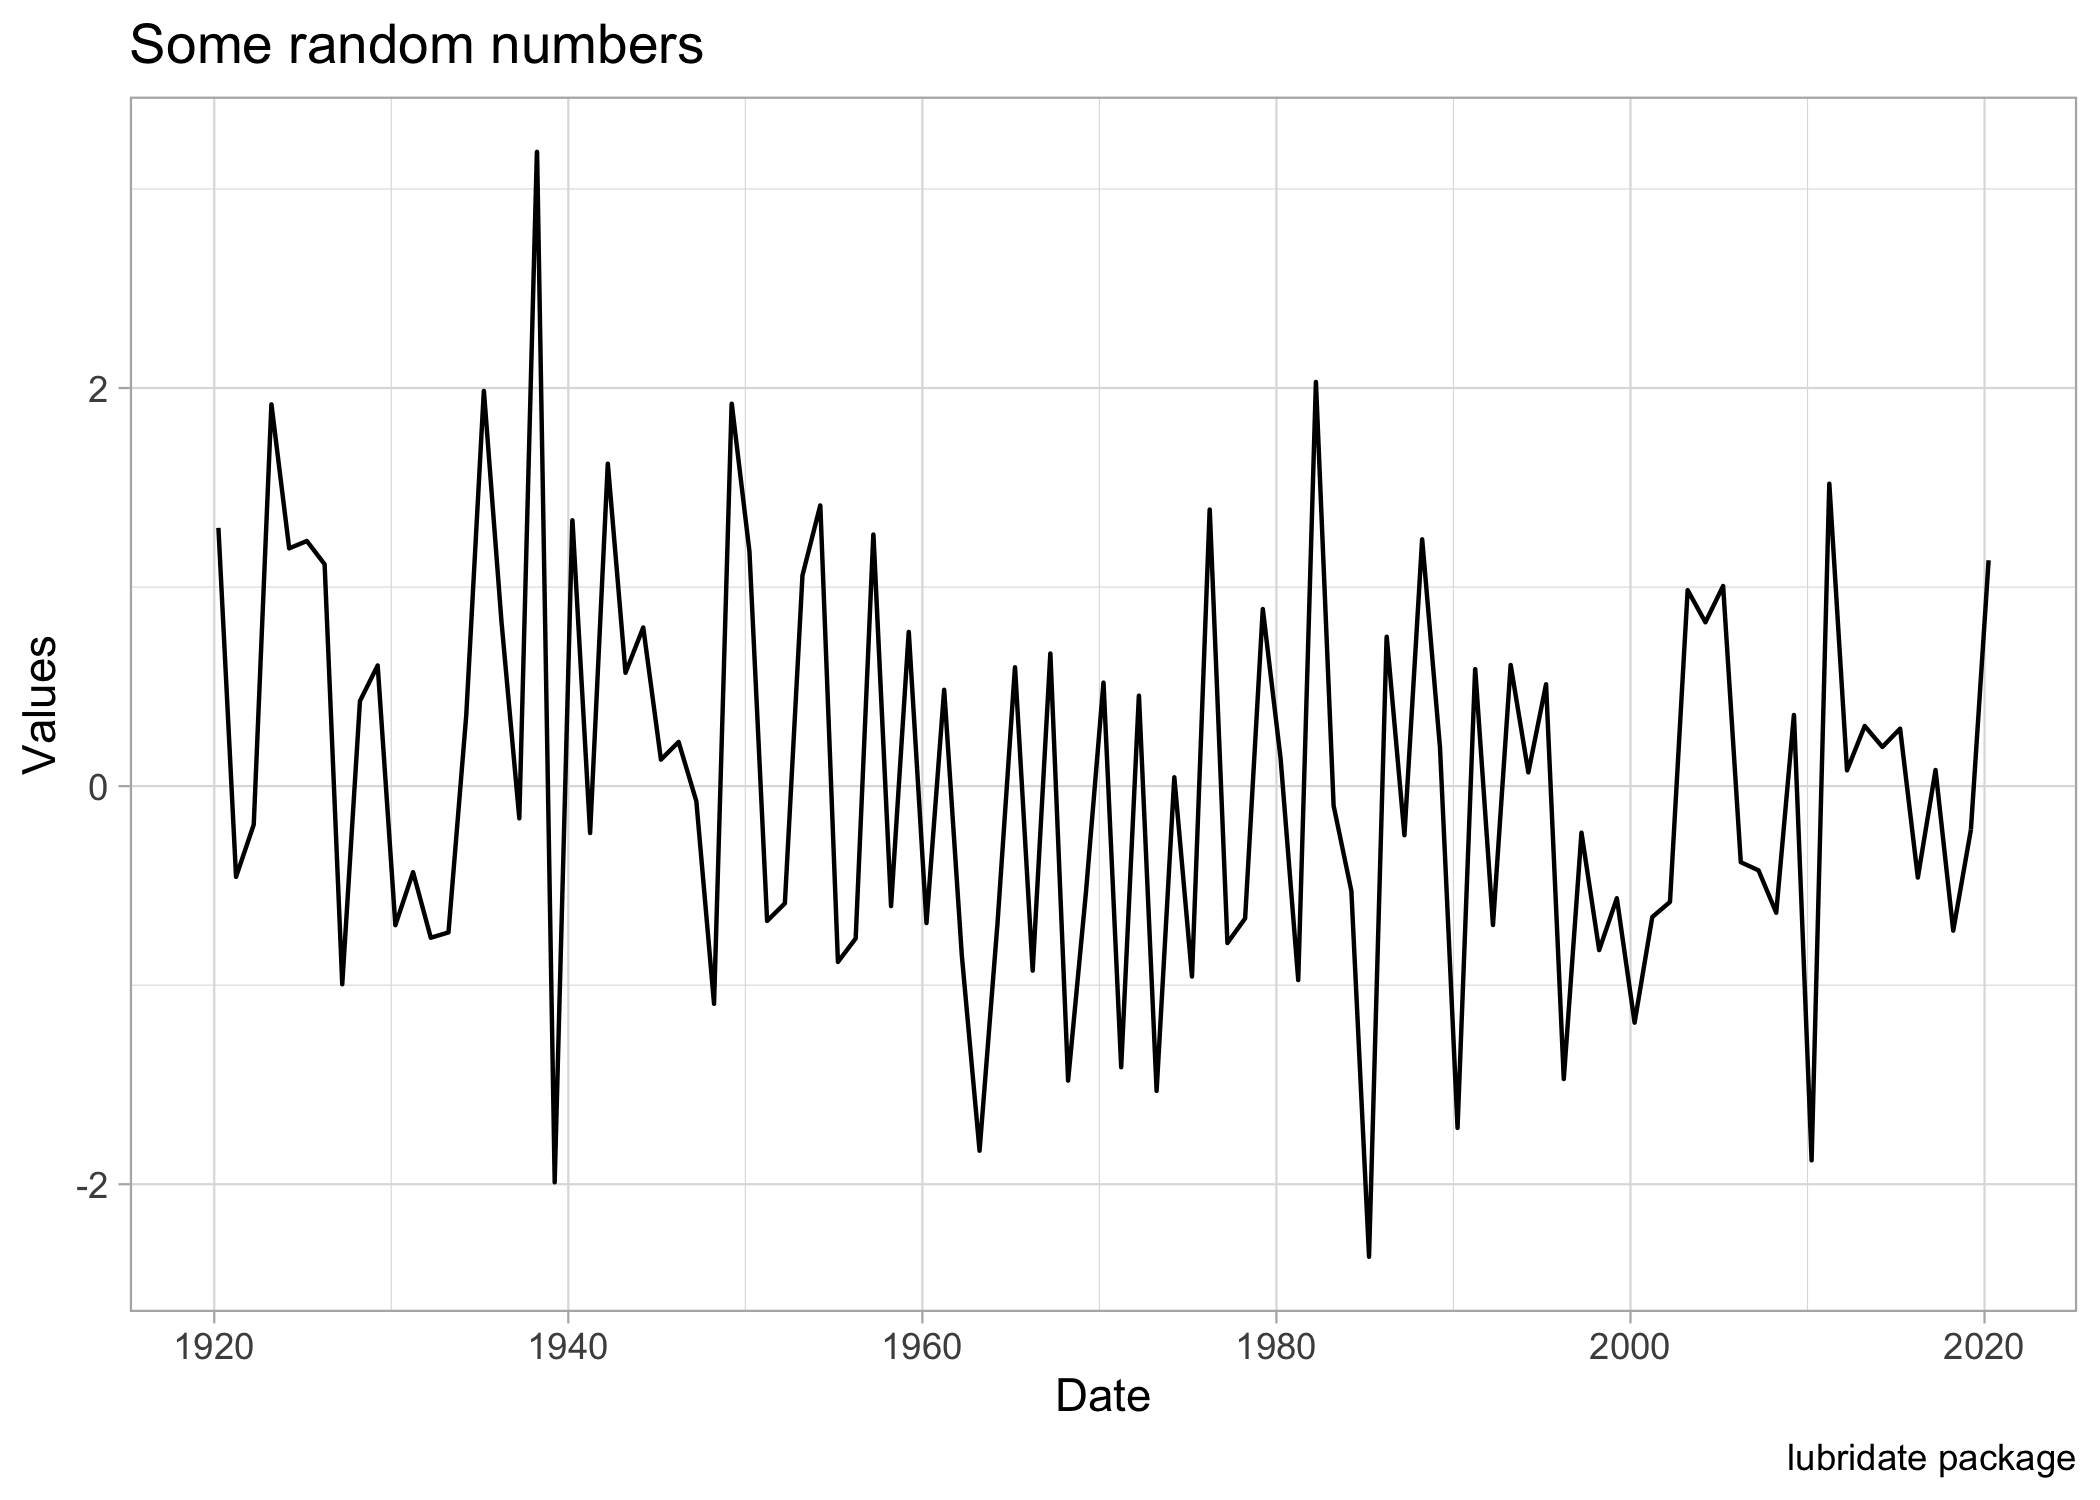 Some random numbers
Values
2
0
-2
1920 1940 1960 1980 2000 2020
Date
lubridate package